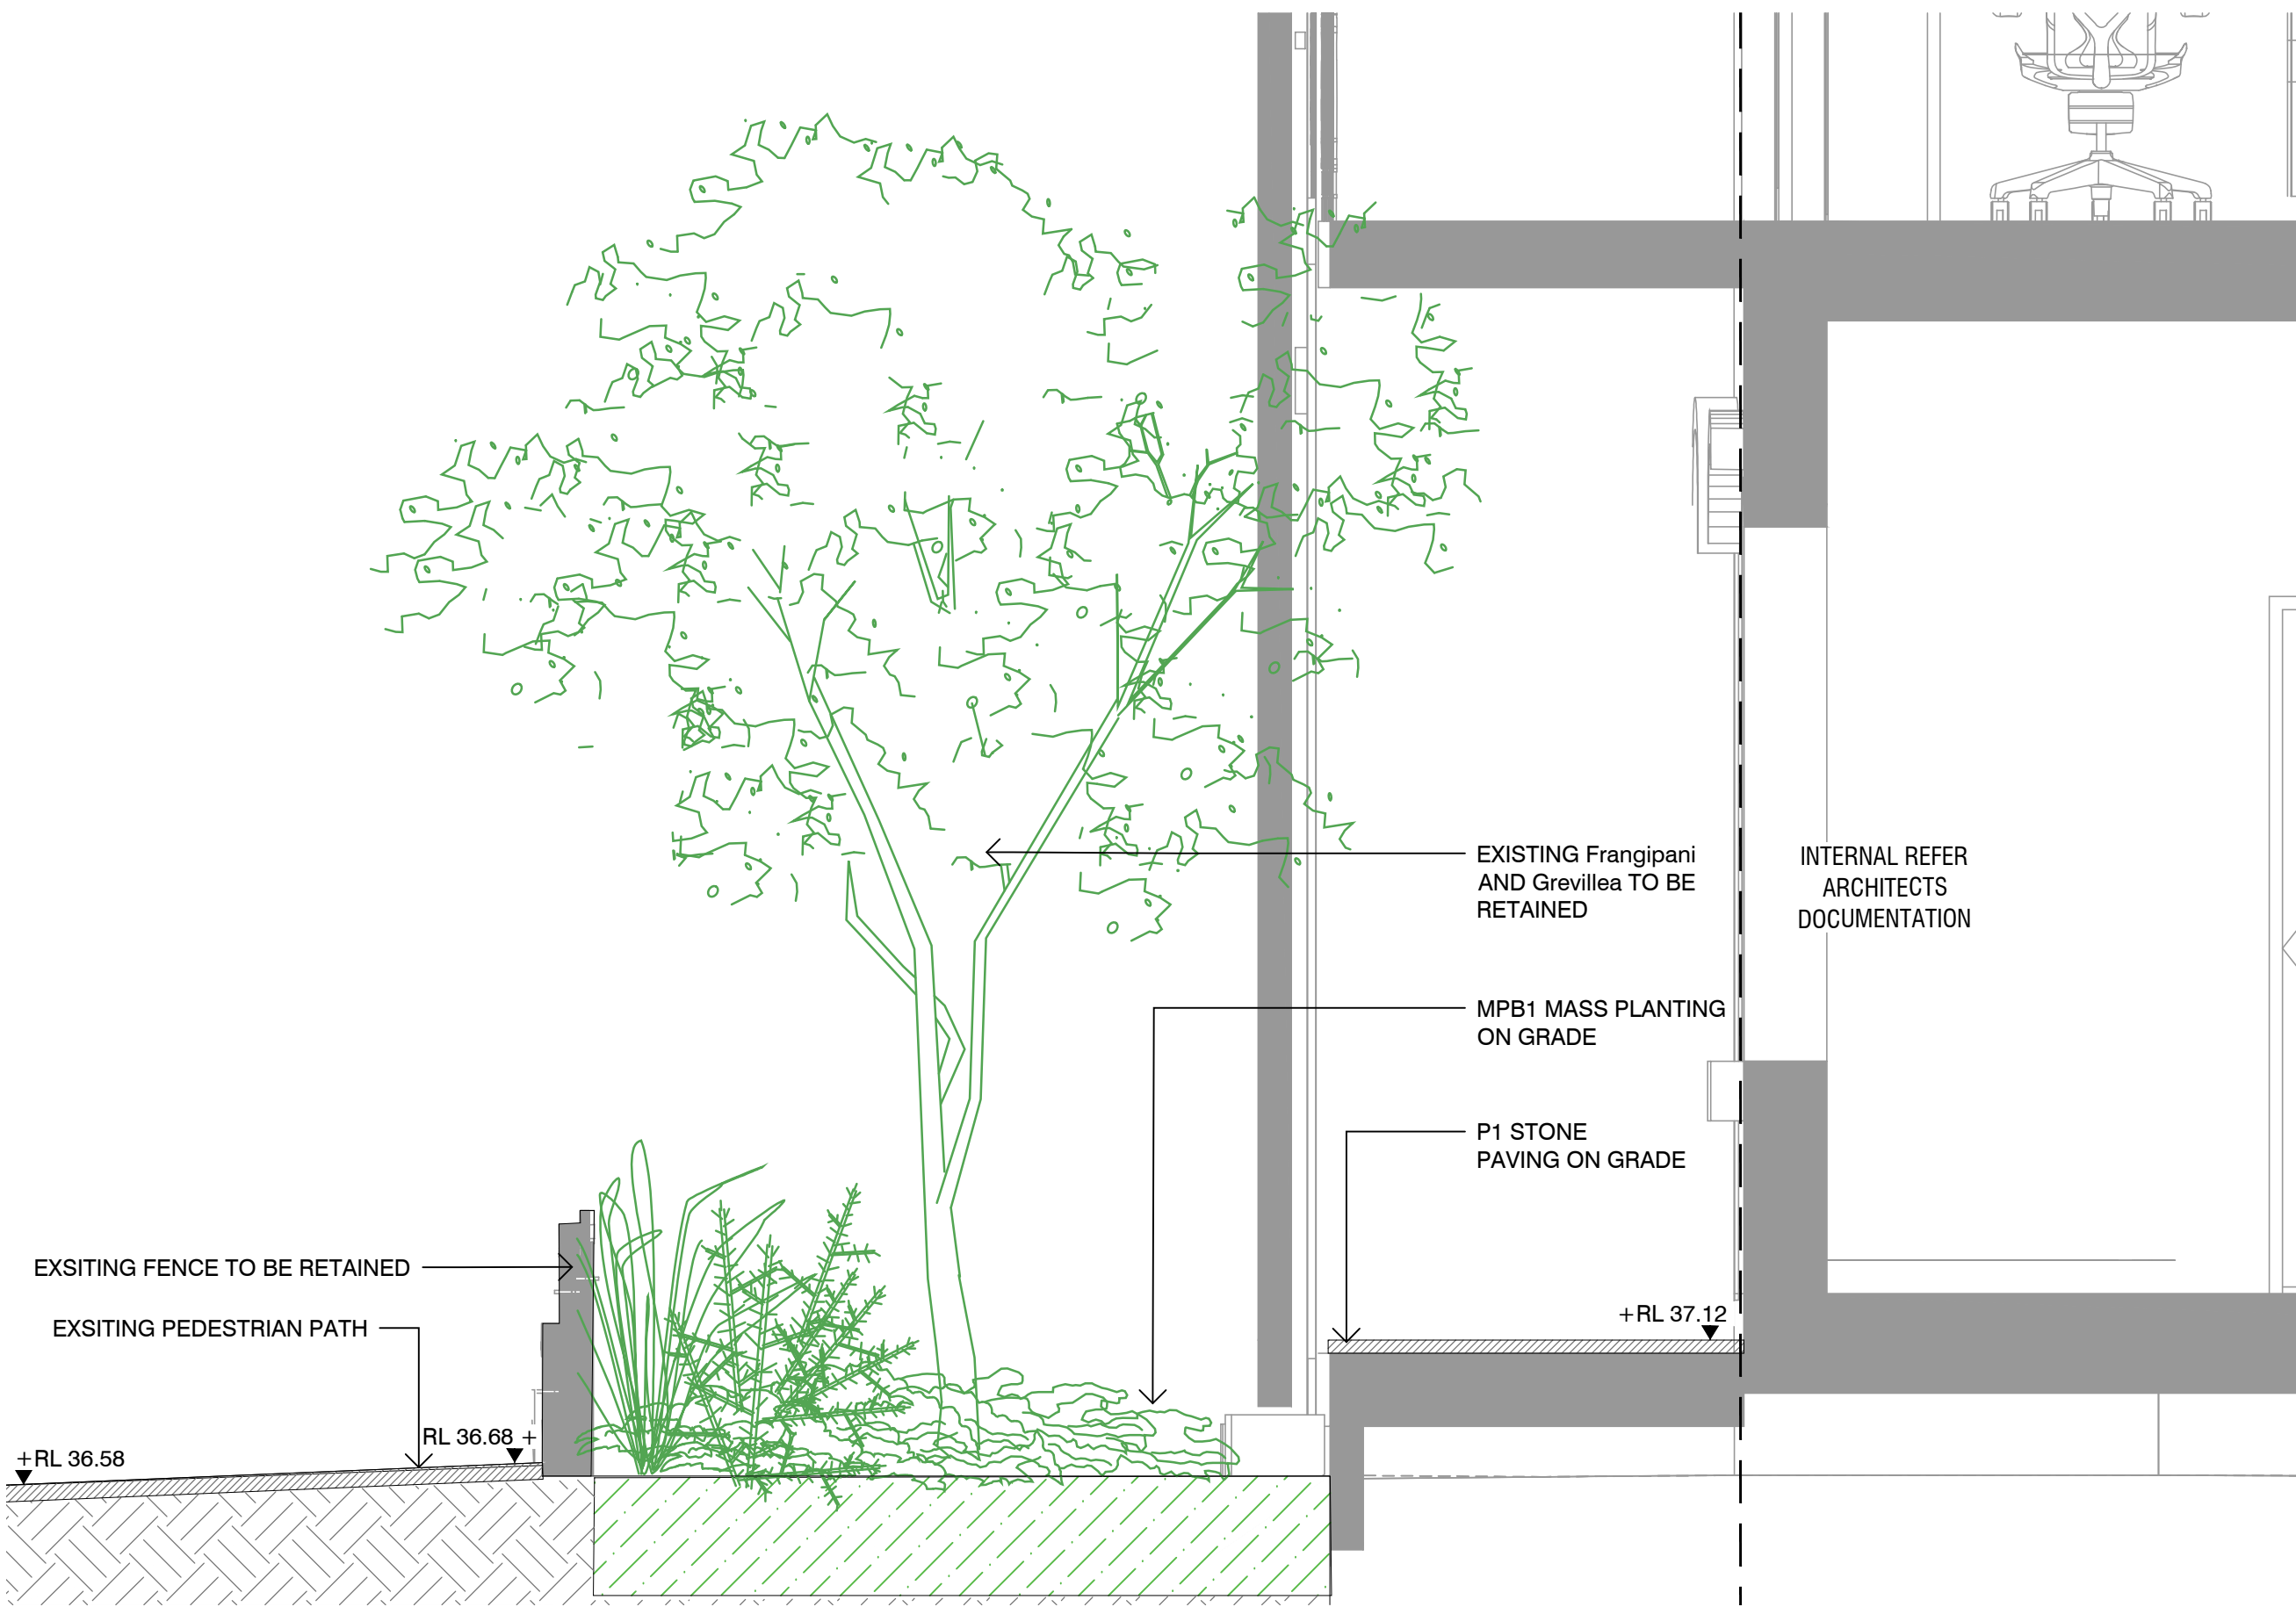 EXISTING Frangipani
AND Grevillea TO BE
RETAINED
INTERNAL REFER
ARCHITECTS
DOCUMENTATION
MPB1 MASS PLANTING
ON GRADE
P1 STONE
PAVING ON GRADE
EXSITING FENCE TO BE RETAINED
EXSITING PEDESTRIAN PATH
+RL 37.12
RL 36.68 +
+RL 36.58